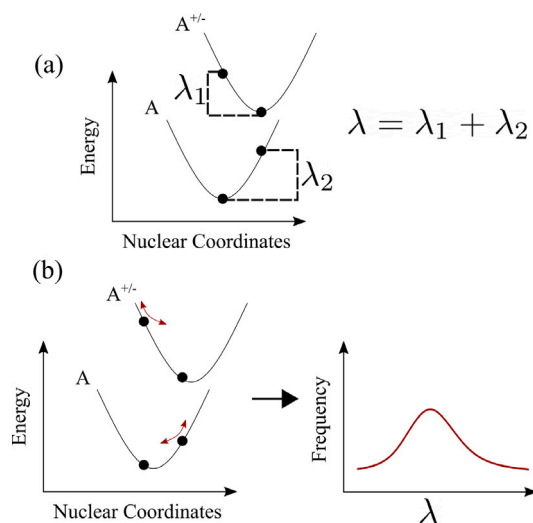 (a)
A+/-
A
λ1
λ2
Energy
Nuclear Coordinates
λ = λ1 + λ2
(b)
A+/-
A
Energy
Nuclear Coordinates
Frequency
λ